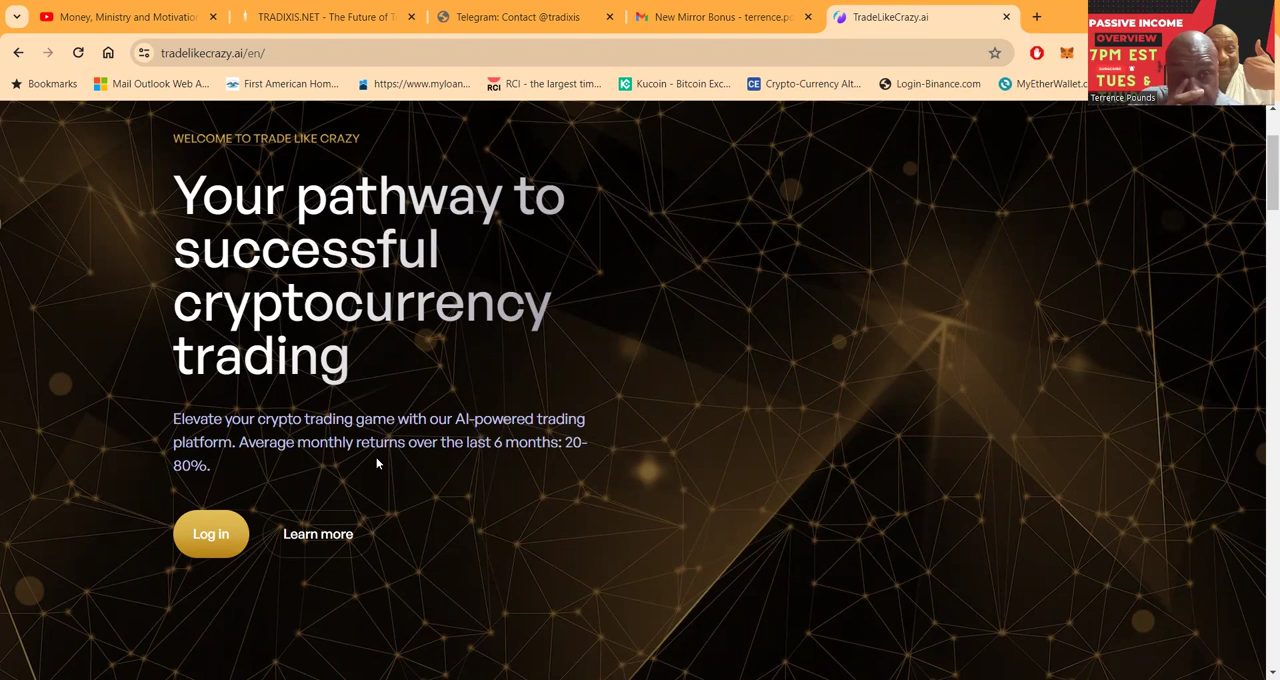 Money, Ministry and Motivation
TRADIXIS.NET - The Future of T
Telegram: Contact @tradixis
New Mirror Bonus - terrence.po
TradeLikeCrazy.ai
tradelikecrazy.ai/en/
Bookmarks
Mail Outlook Web A...
First American Hom...
https://www.myloan...
RCI - the largest tim...
Kucoin - Bitcoin Exc...
Crypto-Currency Alt...
Login-Binance.com
MyEtherWallet.c
PASSIVE INCOME
OVERVIEW
7PM EST
TUES &
Terrence Pounds
WELCOME TO TRADE LIKE CRAZY
Your pathway to
successful
cryptocurrency
trading
Elevate your crypto trading game with our AI-powered trading
platform. Average monthly returns over the last 6 months: 20-
80%.
Log in
Learn more